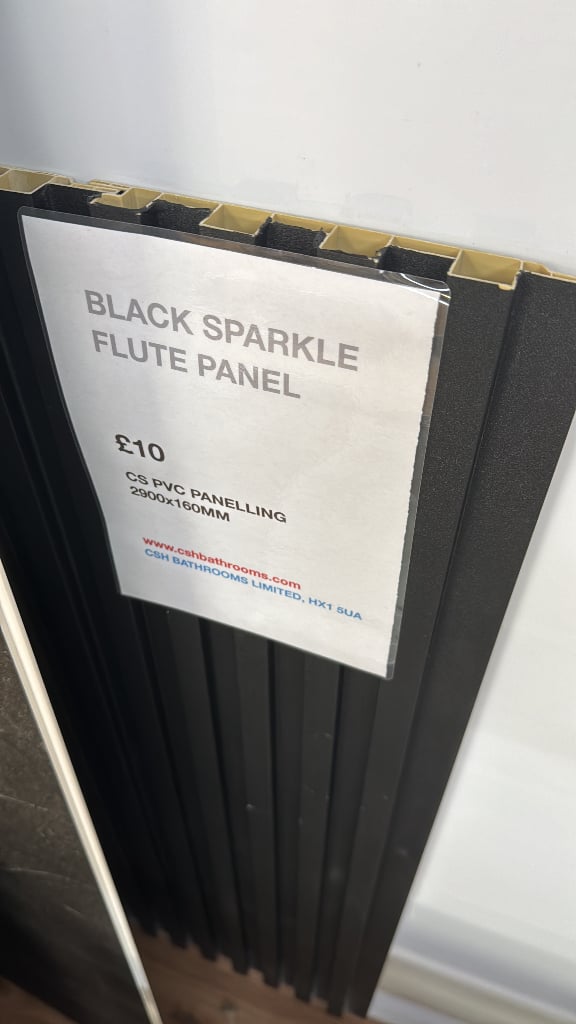 BLACK SPARKLE
FLUTE PANEL
£10
CS PVC PANELLING
2900x160MM
www.cshbathrooms.com
CSH BATHROOMS LIMITED, HX1 5UA